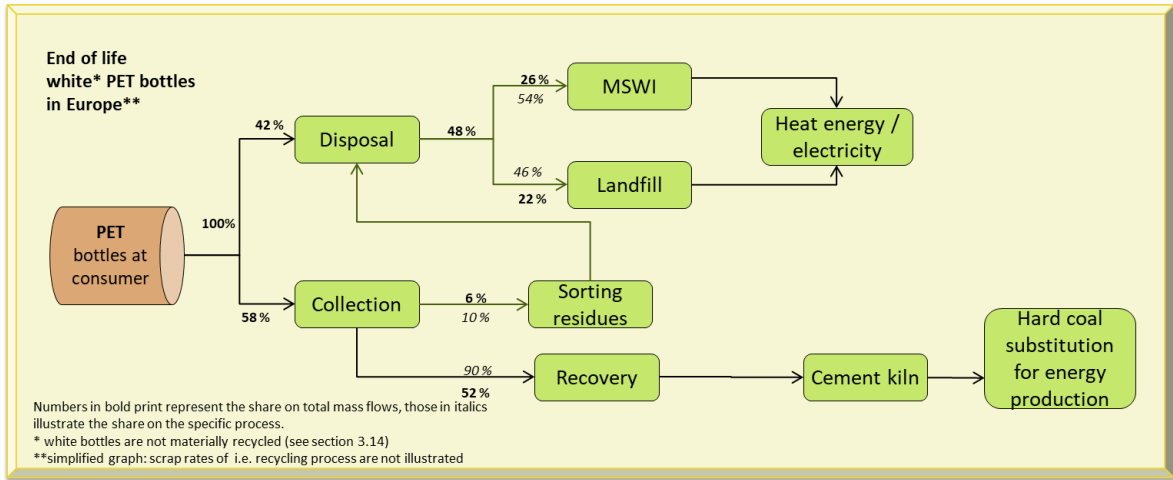 End of life
white* PET bottles
in Europe**
26 %
54%
MSWI
42 %
Disposal
48 %
Heat energy /
electricity
46 %
22 %
Landfill
100%
PET
bottles at
consumer
58 %
Collection
6 %
10 %
Sorting
residues
90 %
52 %
Recovery
Cement kiln
Hard coal
substitution
for energy
production
Numbers in bold print represent the share on total mass flows, those in italics
illustrate the share on the specific process.
* white bottles are not materially recycled (see section 3.14)
**simplified graph: scrap rates of i.e. recycling process are not illustrated